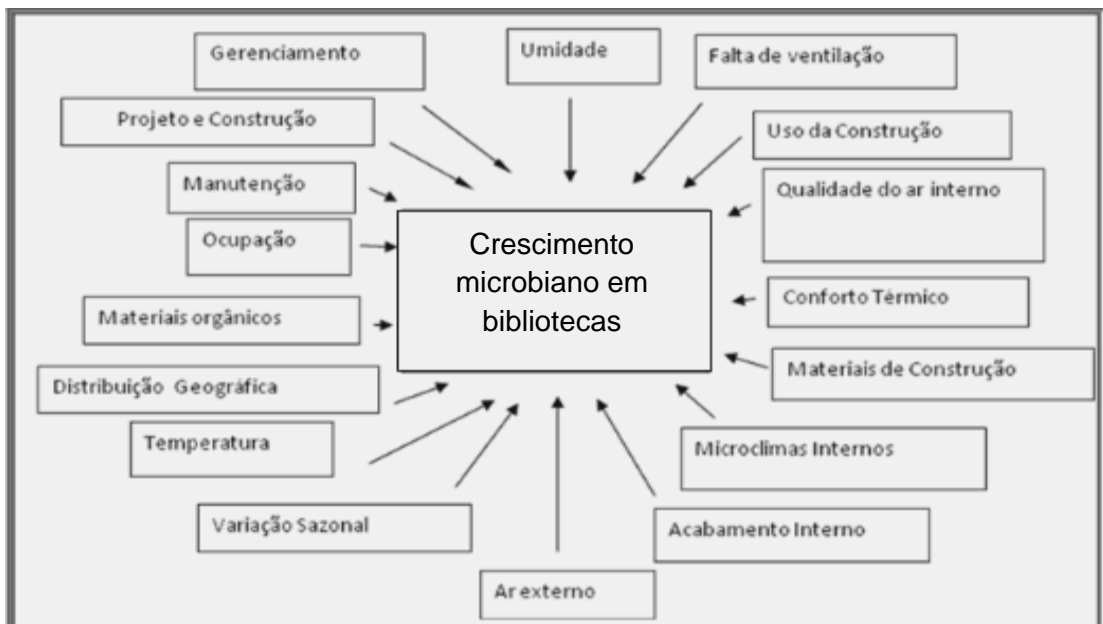 Gerenciamento
Umidade
Falta de ventilação
Projeto e Construção
Uso da Construção
Manutenção
Qualidade do ar interno
Ocupação
Crescimento
microbiano em
bibliotecas
Materiais orgânicos
Conforto Térmico
Distribuição Geográfica
Materiais de Construção
Temperatura
Microclimas Internos
Variação Sazonal
Acabamento Interno
Ar externo